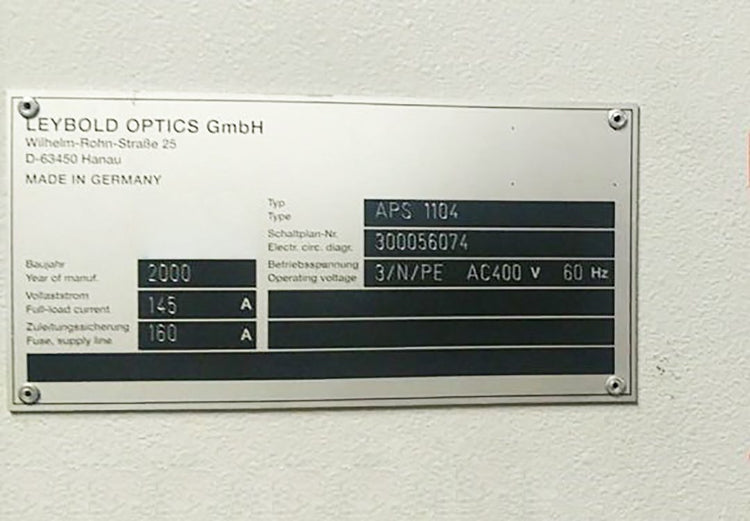 LEYBOLD OPTICS GmbH
Wilhelm-Rohn-Straße 25
D-63450 Hanau
MADE IN GERMANY
Typ
Type
APS 1104
Schaltplan-Nr.
Electr. circ. diagr.
300056074
Baujahr
Year of manuf.
2000
Betriebsspannung
Operating voltage
3/N/PE AC400 V 60 Hz
Vollaststrom
Full-load current
145 A
Zuleitungssicherung
Fuse, supply line
160 A